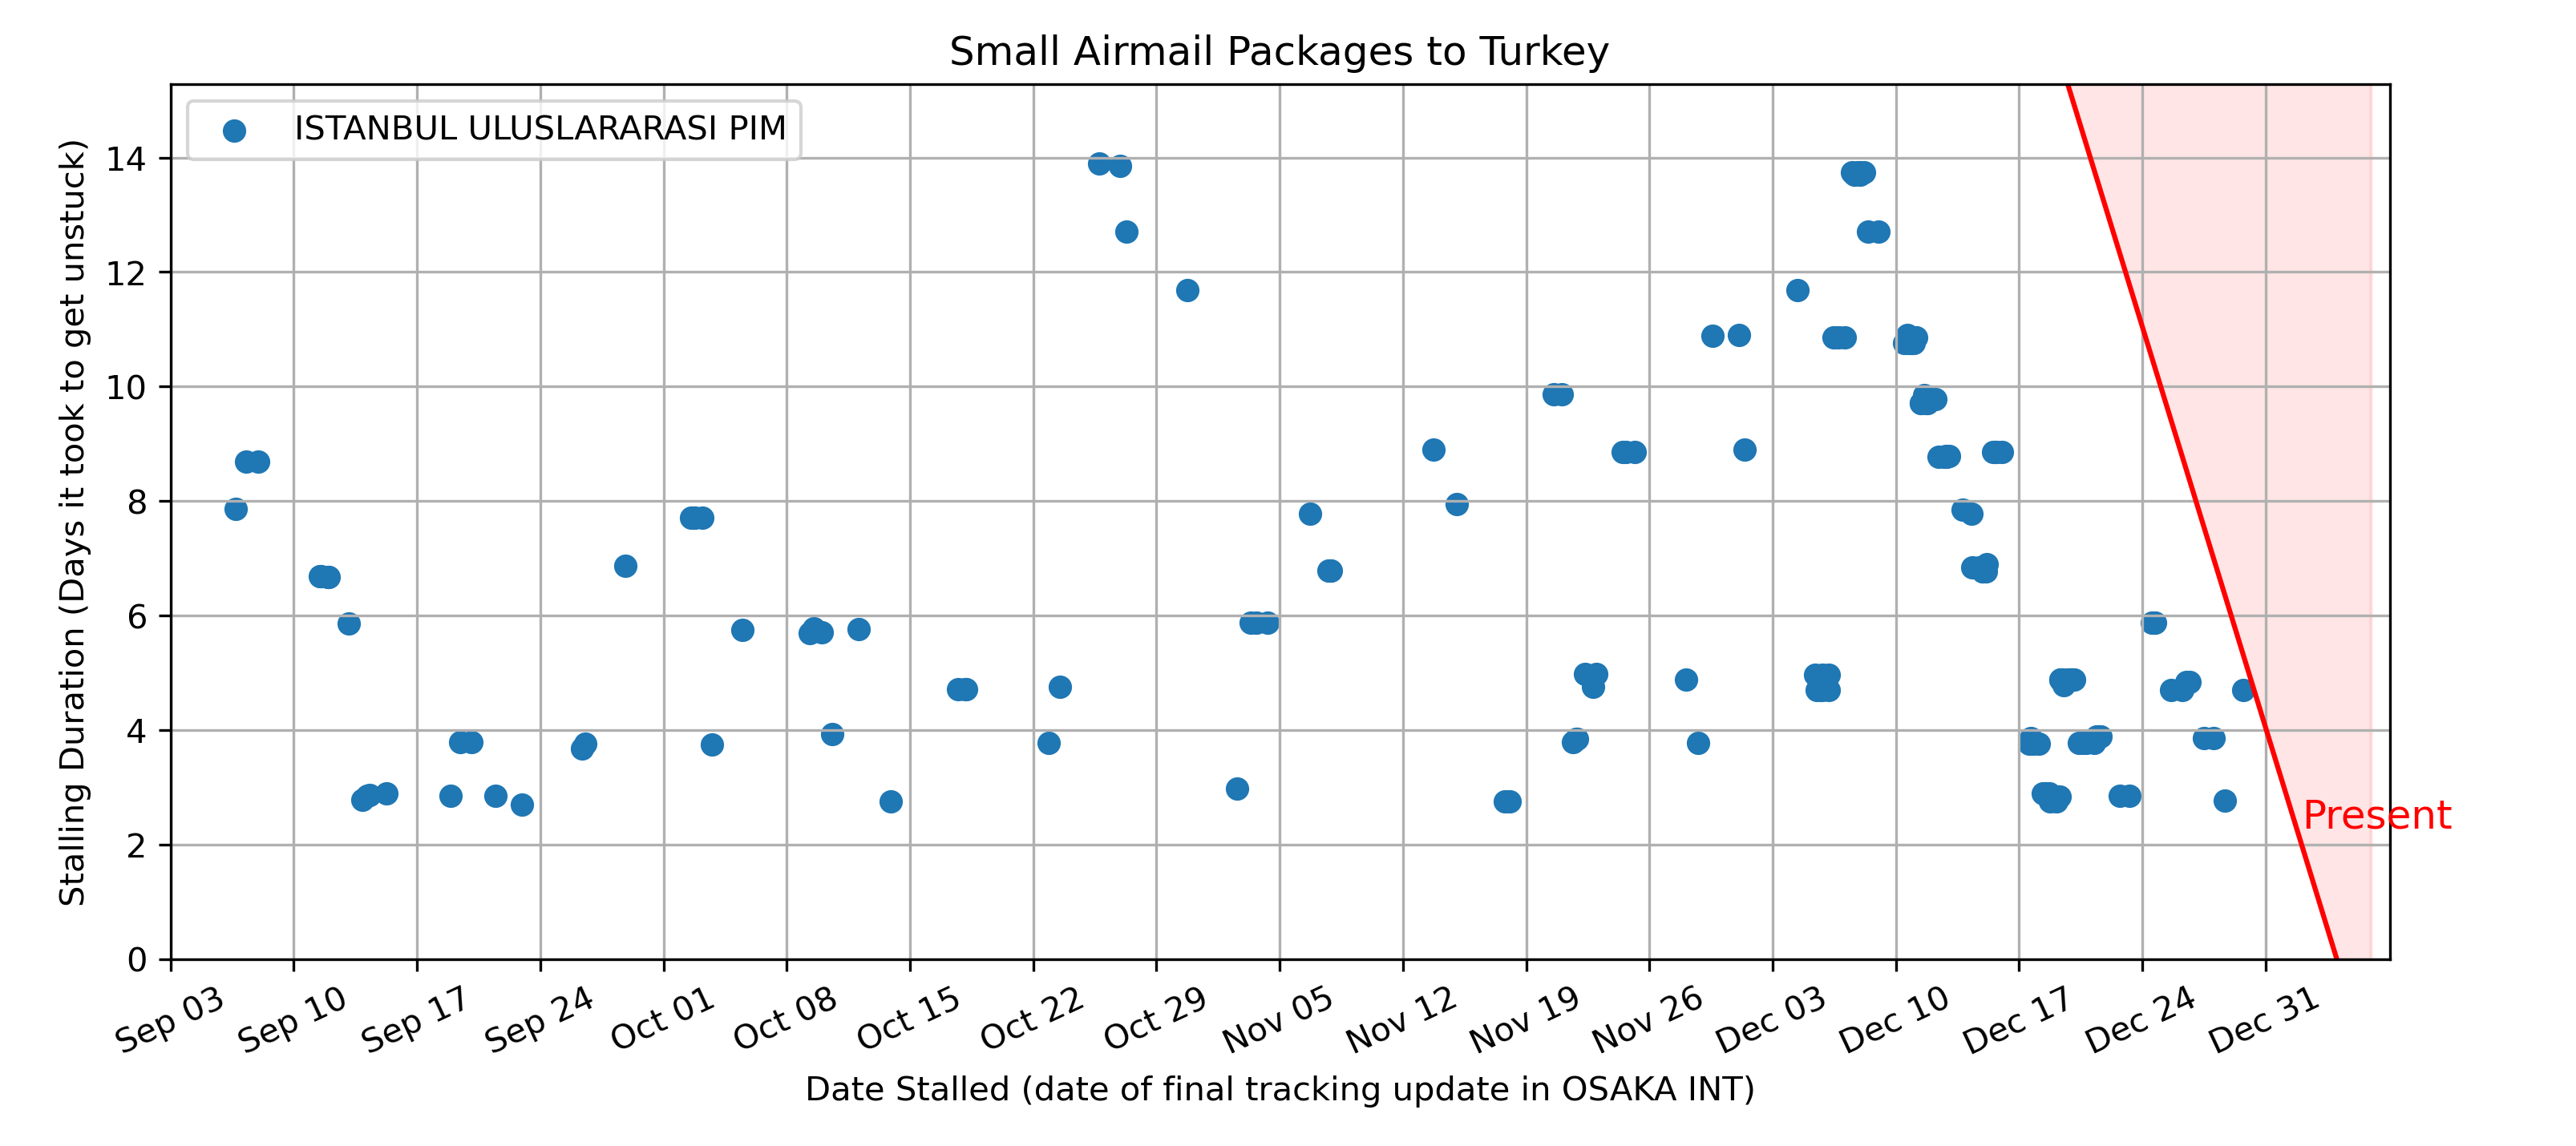 Small Airmail Packages to Turkey
ISTANBUL ULUSLARARASI PIM
Stalling Duration (Days it took to get unstuck)
14
12
10
8
6
4
2
0
Present
Sep 03
Sep 10
Sep 17
Sep 24
Oct 01
Oct 08
Oct 15
Oct 22
Oct 29
Nov 05
Nov 12
Nov 19
Nov 26
Dec 03
Dec 10
Dec 17
Dec 24
Dec 31
Date Stalled (date of final tracking update in OSAKA INT)